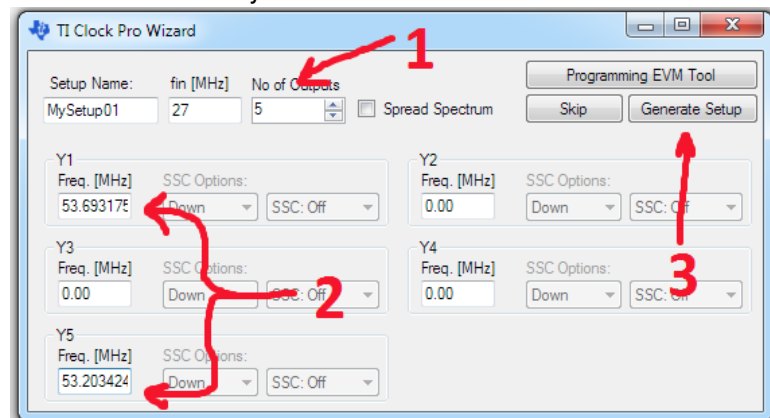 TI Clock Pro Wizard
1
Setup Name: fin [MHz] No of Outputs Programming EVM Tool
MySetup01 27 5 Spread Spectrum Skip Generate Setup
Y1 Y2
Freq. [MHz] SSC Options: Freq. [MHz] SSC Options:
53.693175 Down SSC: Off 0.00 Down SSC: Off
Y3 Y4
Freq. [MHz] SSC Options: Freq. [MHz] SSC Options:
0.00 Down SSC: Off 2 0.00 Down SSC: Off 3
Y5
Freq. [MHz] SSC Options:
53.203424 Down SSC: Off